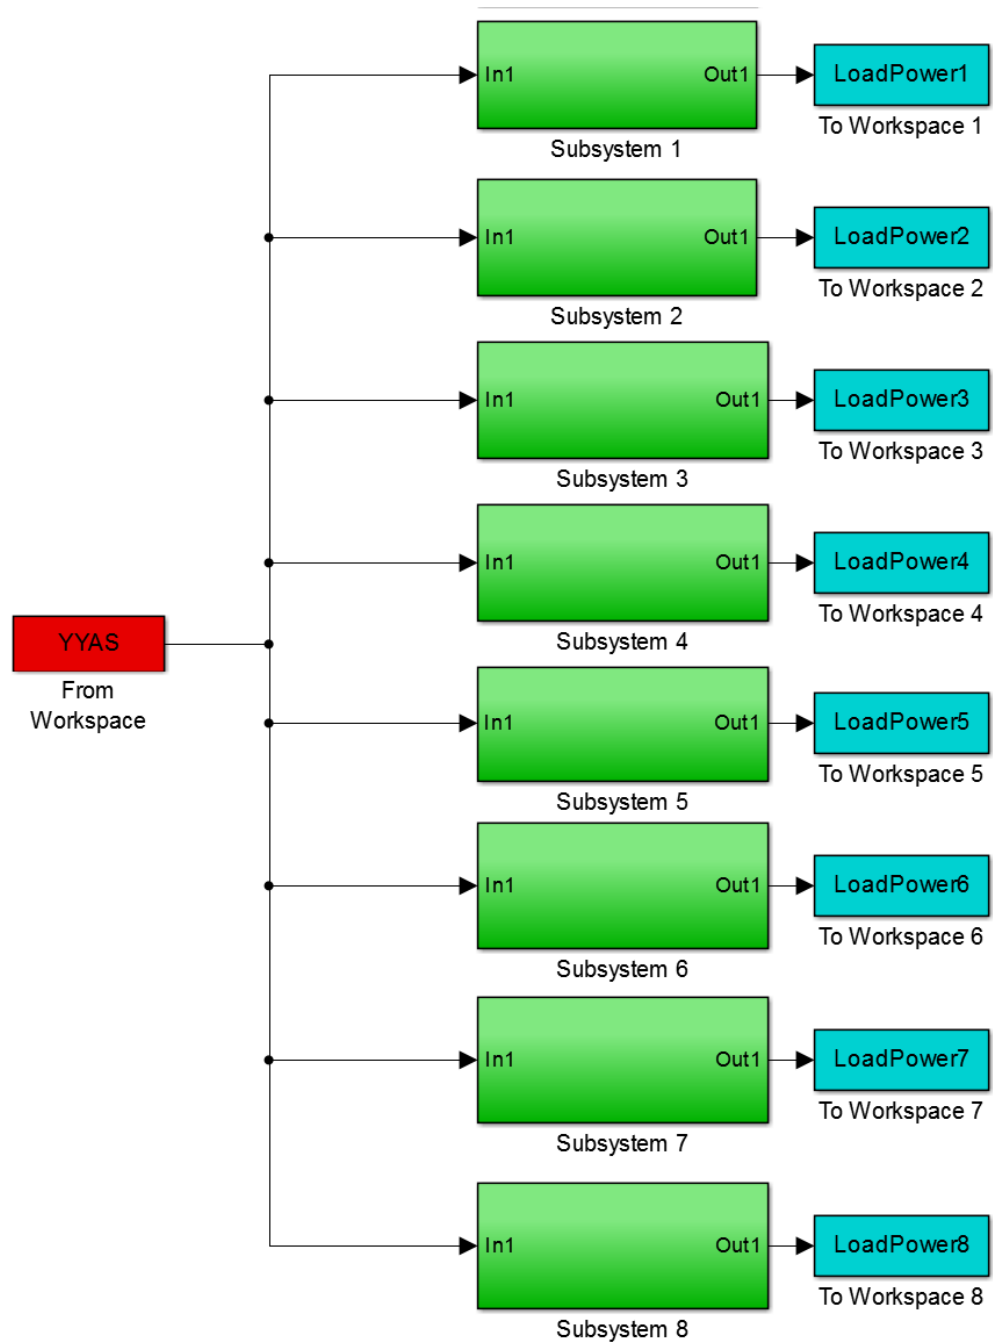 In1 Out1 LoadPower1
To Workspace 1
Subsystem 1
In1 Out1 LoadPower2
To Workspace 2
Subsystem 2
In1 Out1 LoadPower3
To Workspace 3
Subsystem 3
In1 Out1 LoadPower4
To Workspace 4
Subsystem 4
YYAS
From
Workspace
In1 Out1 LoadPower5
To Workspace 5
Subsystem 5
In1 Out1 LoadPower6
To Workspace 6
Subsystem 6
In1 Out1 LoadPower7
To Workspace 7
Subsystem 7
In1 Out1 LoadPower8
To Workspace 8
Subsystem 8